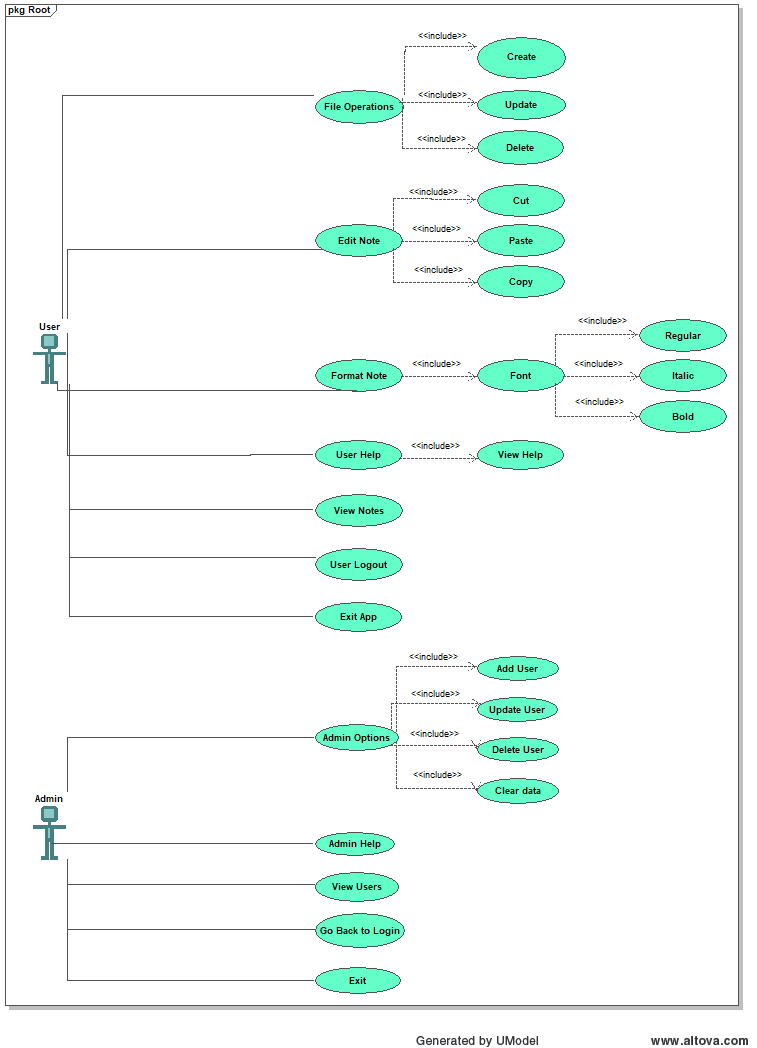 pkg Root
<<include>>
Create
<<include>>
File Operations
Update
<<include>>
Delete
<<include>>
Cut
<<include>>
Edit Note
Paste
<<include>>
Copy
<<include>>
User
Regular
<<include>>
<<include>>
Format Note
Font
Italic
<<include>>
Bold
<<include>>
User Help
View Help
View Notes
User Logout
Exit App
<<include>>
Add User
<<include>>
Update User
<<include>>
Admin Options
Delete User
<<include>>
Clear data
Admin
Admin Help
View Users
Go Back to Login
Exit
Generated by UModel
www.altova.com